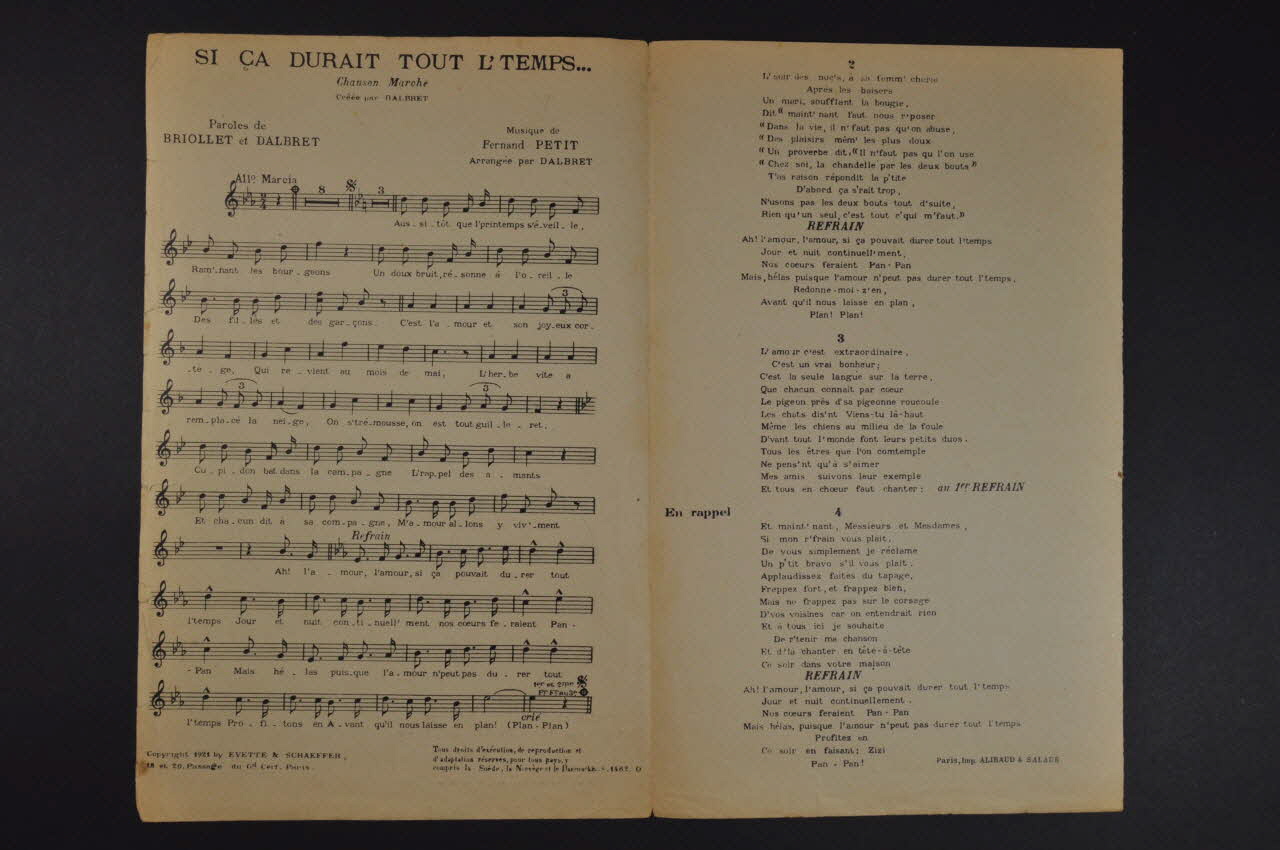 SI ÇA DURAIT TOUT L'TEMPS...
Chanson Marche
Créée par DALBRET
Paroles de
BRIOLLET et DALBRET
Musique de
Fernand PETIT
Arrangée par DALBRET
All° Marcia
8
3
Aus - si - tôt que l'printemps s'é - veil - le,
Ram'nant les bour - geons Un doux bruit, ré - sonne à l'o - reil - le
3
Des fil - les et des gar - çons. C'est l'a - mour et son joy - eux cor -
- tè - ge, Qui re - vient au mois de mai, L'her - be vite a
3
3
rem - pla - cé la nei - ge, On s'tré - mousse, on est tout guil - le - ret.
Cu - pi - don bat dans la cam - pa - gne L'rap - pel des a - mants
Et cha - cun dit à sa com - pa - gne, M'a - mour al - lons y viv'ment
Refrain
Ah! l'a - mour, l'amour, si ça pouvait du - rer tout
l'temps Jour et nuit con - ti - nuell' ment nos cœurs fe - raient Pan -
- Pan Mais hé - las puis - que l'a - mour n'peut pas du - rer tout
1er et 2me
l'temps Pro - fi - tons en A - vant qu'il nous laisse en plan! (Plan - Plan)
crié
Copyright 1921 by EVETTE & SCHAEFFER,
18 et 20, Passage du Gd Cerf, Paris.
Tous droits d'exécution, de reproduction et
d'adaptation réservés, pour tous pays, y
compris la Suède, la Norvège et le Danemark.
2
L'soir des noc's, à sa femm' chérie
Après les baisers
Un mari, soufflant la bougie,
Dit "maint'nant faut nous r'poser
"Dans la vie, il n'faut pas qu'on abuse,
"Des plaisirs mêm' les plus doux
"Un proverbe dit: "Il n'faut pas qu l'on use
"Chez soi, la chandelle par les deux bouts"
T'as raison répondit la p'tite
D'abord ça s'rait trop,
N'usons pas les deux bouts tout d'suite,
Rien qu'un seul, c'est tout c'qui m'faut."
REFRAIN
Ah! l'amour, l'amour, si ça pouvait durer tout l'temps
Jour et nuit continuell'ment,
Nos cœurs feraient Pan - Pan
Mais, hélas puisque l'amour n'peut pas durer tout l'temps.
Redonne-moi-z'en,
Avant qu'il nous laisse en plan,
Plan! Plan!
3
L'amour c'est extraordinaire,
C'est un vrai bonheur;
C'est la seule langue sur la terre,
Que chacun connait par cœur
Le pigeon près d'sa pigeonne roucoule
Les chats dis'nt Viens-tu là-haut
Même les chiens au milieu de la foule
D'vant tout l'monde font leurs petits duos.
Tous les êtres que l'on comtemple
Ne pens'nt qu'à s'aimer
Mes amis suivons leur exemple
Et tous en chœur faut chanter: au 1er REFRAIN
En rappel
4
Et maint'nant, Messieurs et Mesdames,
Si mon r'frain vous plait,
De vous simplement je réclame
Un p'tit bravo s'il vous plaît.
Applaudissez faites du tapage,
Frappez fort, et frappez bien,
Mais ne frappez pas sur le corsage
D'vos voisines car on entendrait rien
Et à tous ici je souhaite
De r'tenir ma chanson
Et d'la chanter en tête-à-tête
Ce soir dans votre maison
REFRAIN
Ah! l'amour, l'amour, si ça pouvait durer tout l'temps
Jour et nuit continuellement.
Nos cœurs feraient Pan - Pan
Mais hélas, puisque l'amour n'peut pas durer tout l'temps
Profitez en
Ce soir en faisant; Zizi
Pan - Pan!
Paris, Imp. ALIBAUD & SALAUR